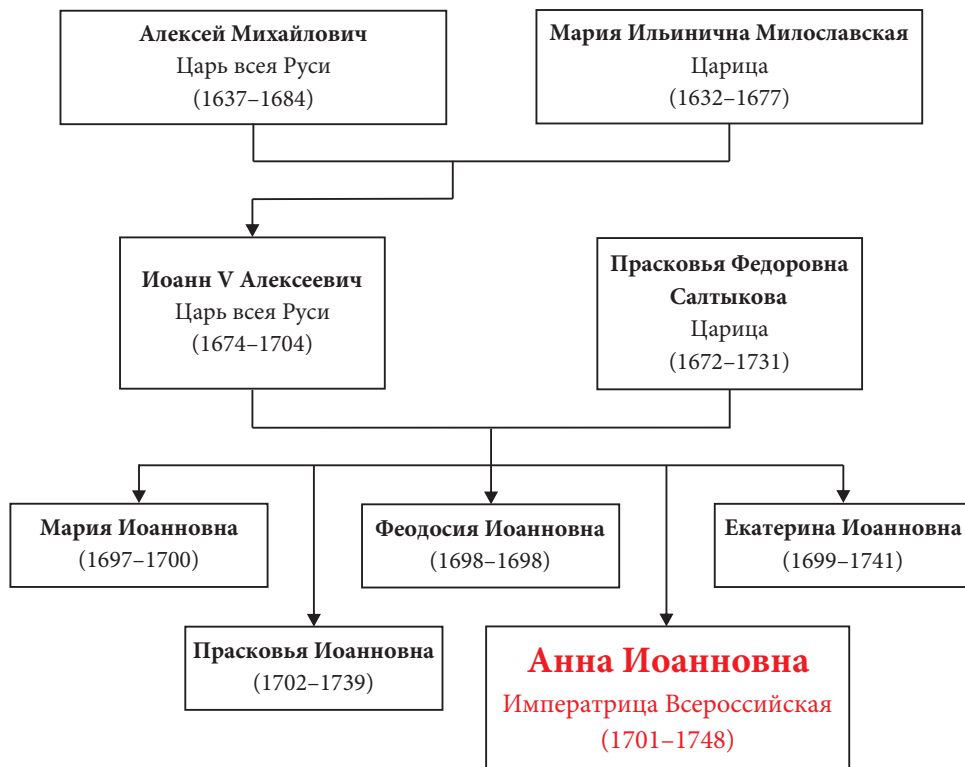 Алексей Михайлович
Царь всея Руси
(1637–1684)
Мария Ильинична Милославская
Царица
(1632–1677)
Иоанн V Алексеевич
Царь всея Руси
(1674–1704)
Прасковья Федоровна
Салтыкова
Царица
(1672–1731)
Мария Иоанновна
(1697–1700)
Феодосия Иоанновна
(1698–1698)
Екатерина Иоанновна
(1699–1741)
Прасковья Иоанновна
(1702–1739)
Анна Иоанновна
Императрица Всероссийская
(1701–1748)